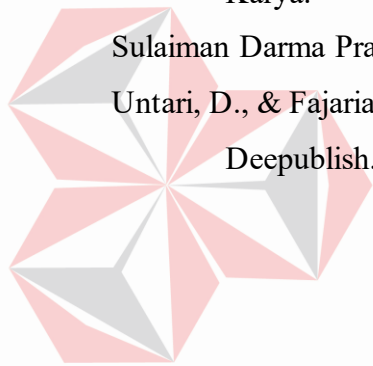 Karya.
Sulaiman Darma Pra
Untari, D., & Fajaria
Deepublish.